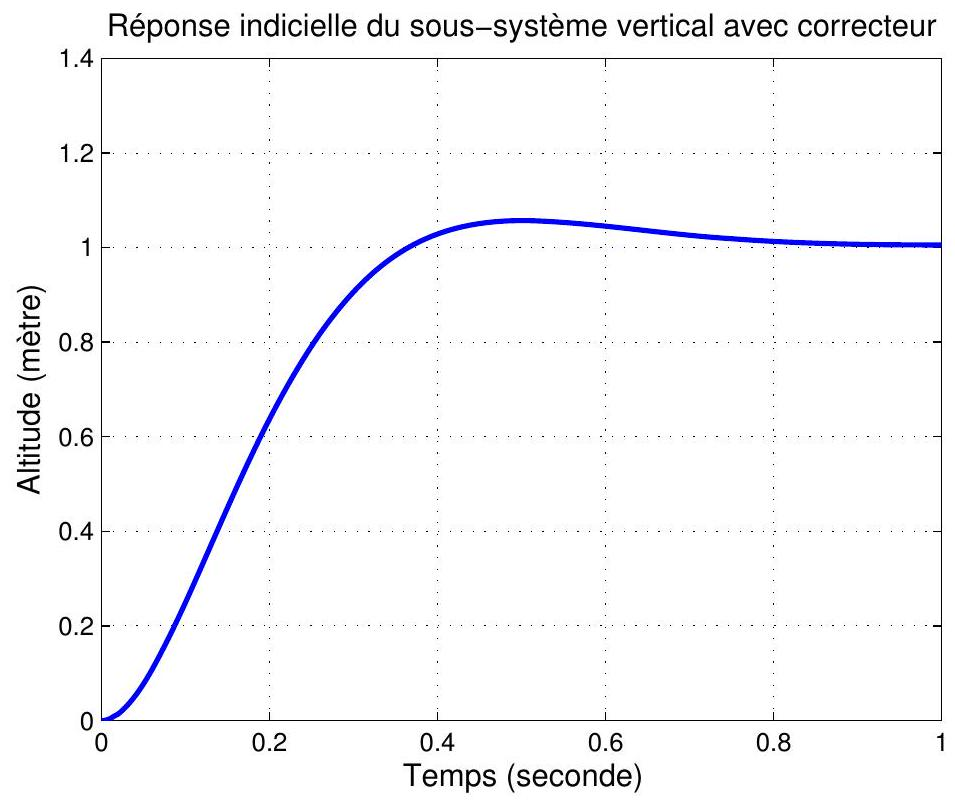 Réponse indicielle du sous−système vertical avec correcteur
1.4
1.2
1
0.8
0.6
0.4
0.2
0
Altitude (mètre)
0 0.2 0.4 0.6 0.8 1
Temps (seconde)